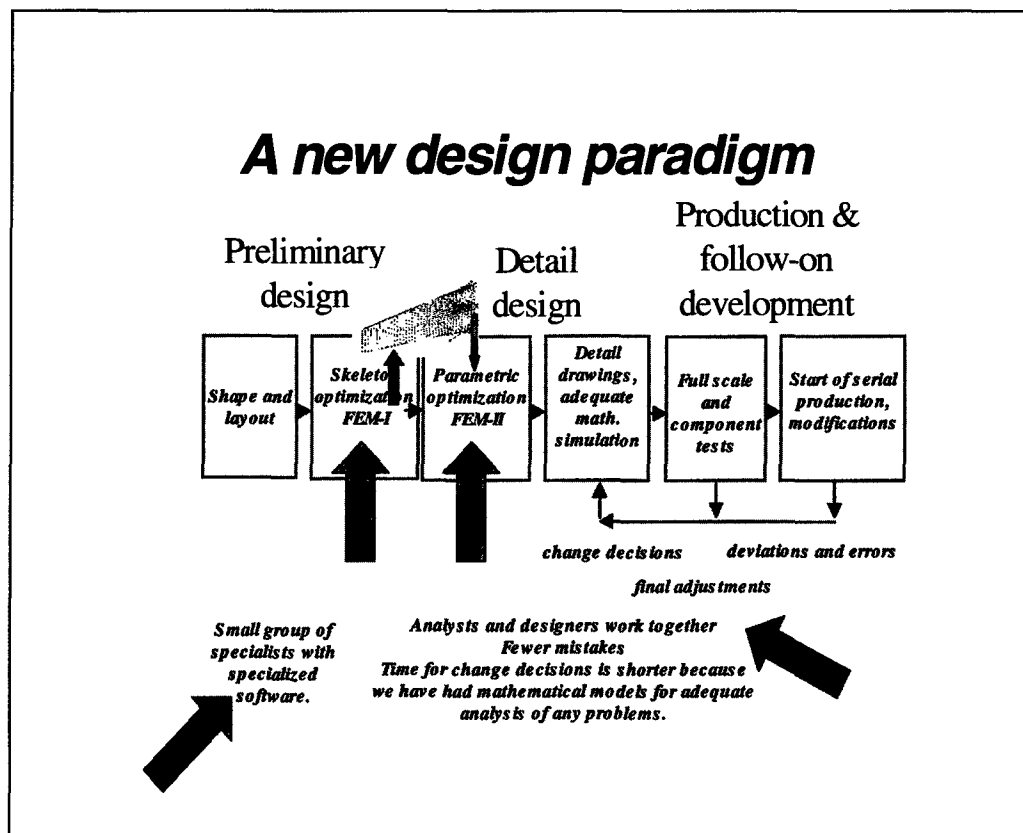 A new design paradigm
Preliminary
design
Detail
design
Production &
follow-on
development
Shape and
layout
Skeleton
optimization
FEM-I
Parametric
optimization
FEM-II
Detail
drawings,
adequate
math.
simulation
Full scale
and
component
tests
Start of serial
production,
modifications
change decisions
deviations and errors
final adjustments
Small group of
specialists with
specialized
software.
Analysts and designers work together
Fewer mistakes
Time for change decisions is shorter because
we have had mathematical models for adequate
analysis of any problems.